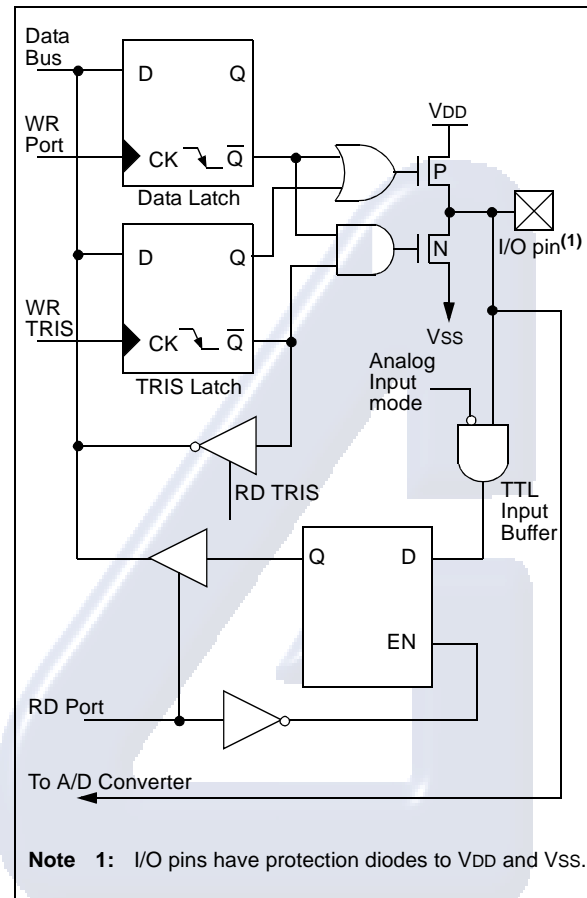 Data
Bus
D
Q
WR
Port
CK
Q
Data Latch
VDD
P
I/O pin(1)
D
Q
N
WR
TRIS
CK
Q
TRIS Latch
VSS
Analog
Input
mode
RD TRIS
TTL
Input
Buffer
Q
D
EN
RD Port
To A/D Converter
Note 1: I/O pins have protection diodes to VDD and VSS.